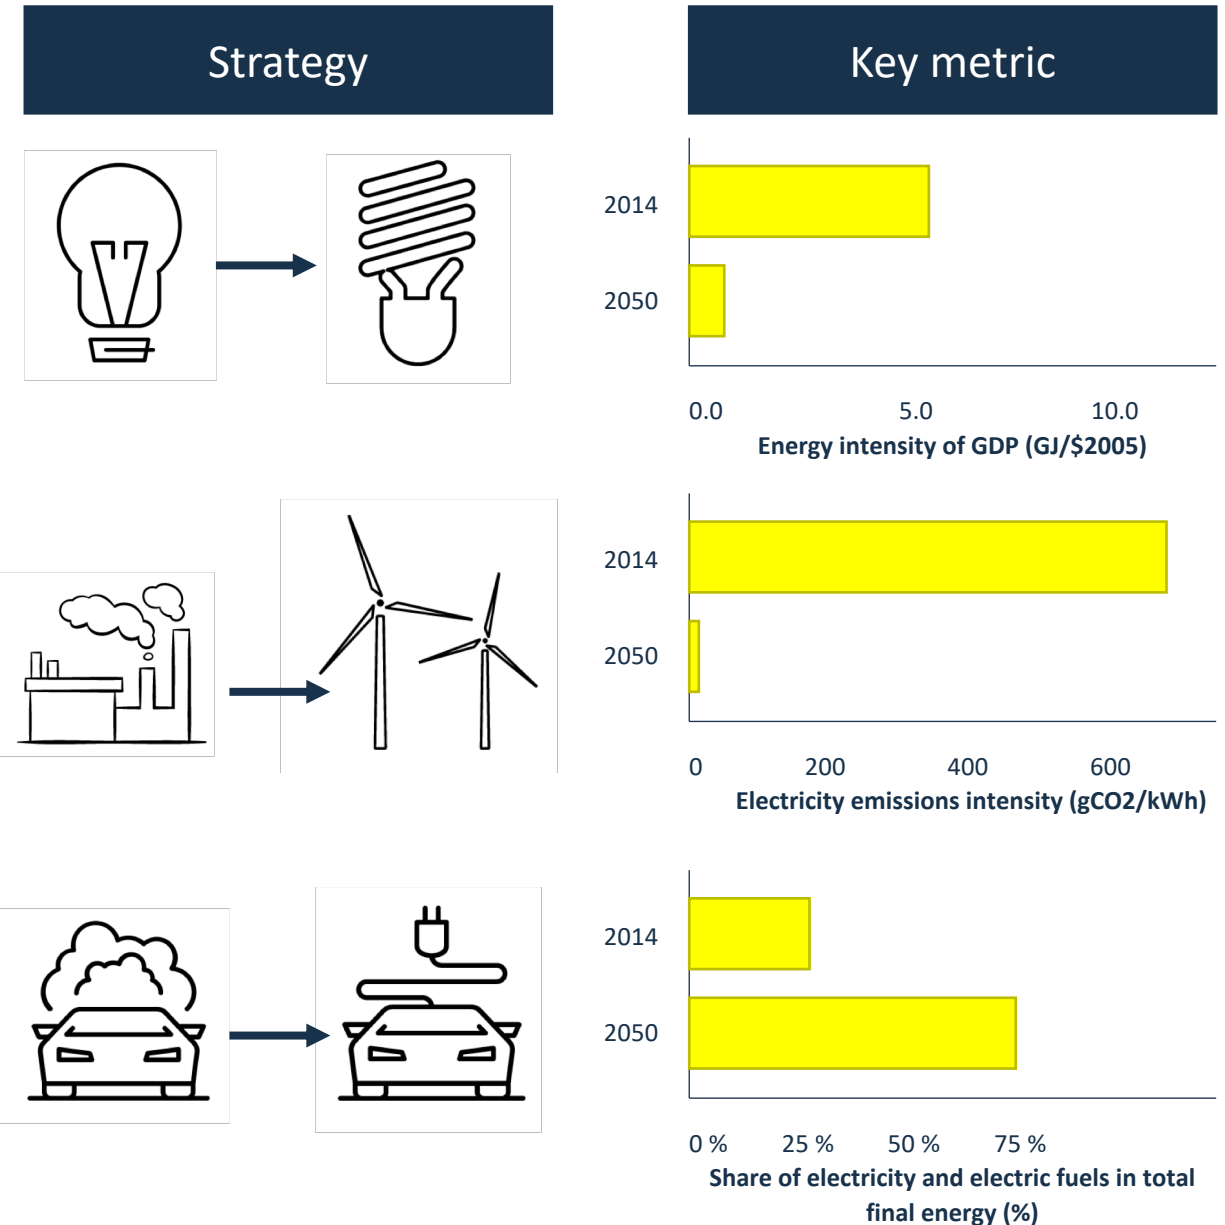 Strategy
Key metric
2014
2050
0.0 5.0 10.0
Energy intensity of GDP (GJ/$2005)
2014
2050
0 200 400 600
Electricity emissions intensity (gCO2/kWh)
2014
2050
0 % 25 % 50 % 75 %
Share of electricity and electric fuels in total
final energy (%)